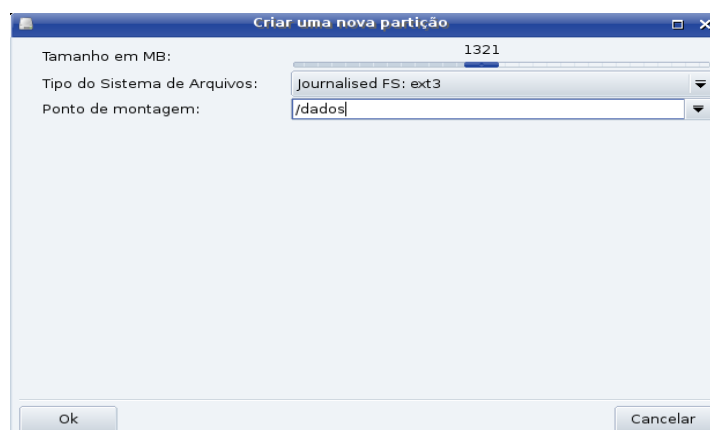 Criar uma nova partição
1321
Tamanho em MB:
Tipo do Sistema de Arquivos: Journalised FS: ext3
Ponto de montagem: /dados
Ok Cancelar